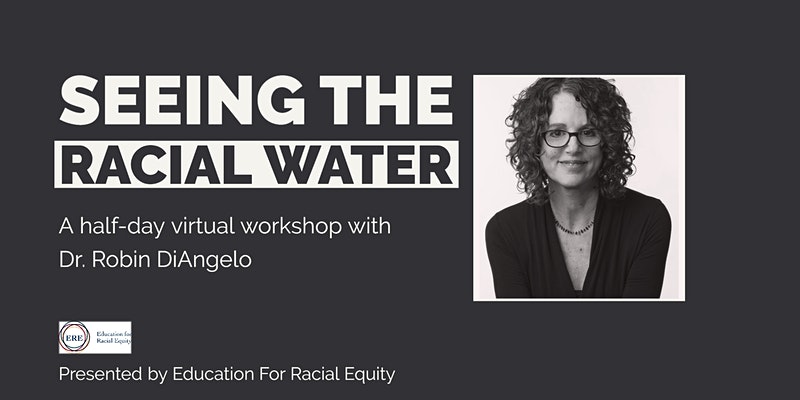 SEEING THE
RACIAL WATER
A half-day virtual workshop with
Dr. Robin DiAngelo
ERE
Education for
Racial Equity
Presented by Education For Racial Equity